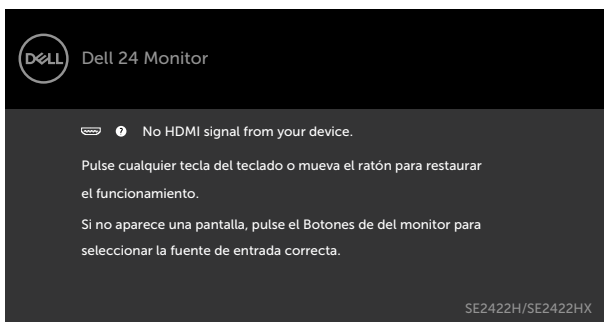 DELL
Dell 24 Monitor
No HDMI signal from your device.
Pulse cualquier tecla del teclado o mueva el ratón para restaurar
el funcionamiento.
Si no aparece una pantalla, pulse el Botones de del monitor para
seleccionar la fuente de entrada correcta.
SE2422H/SE2422HX